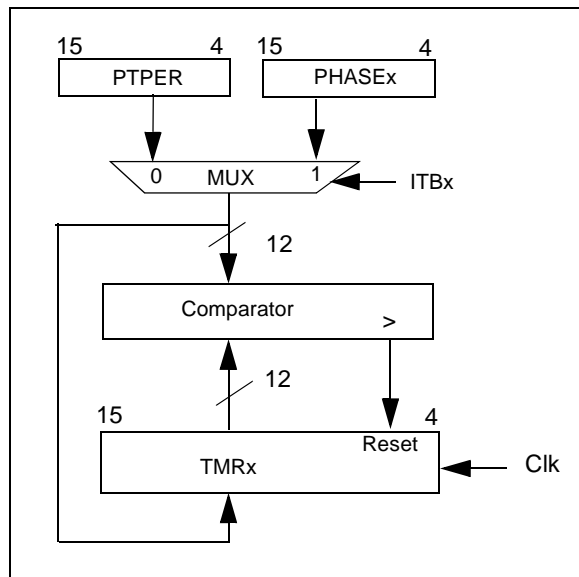 15 4 15 4
PTPER PHASEx
0 MUX 1
ITBx
12
Comparator
>
12
15 4
Reset
TMRx
Clk